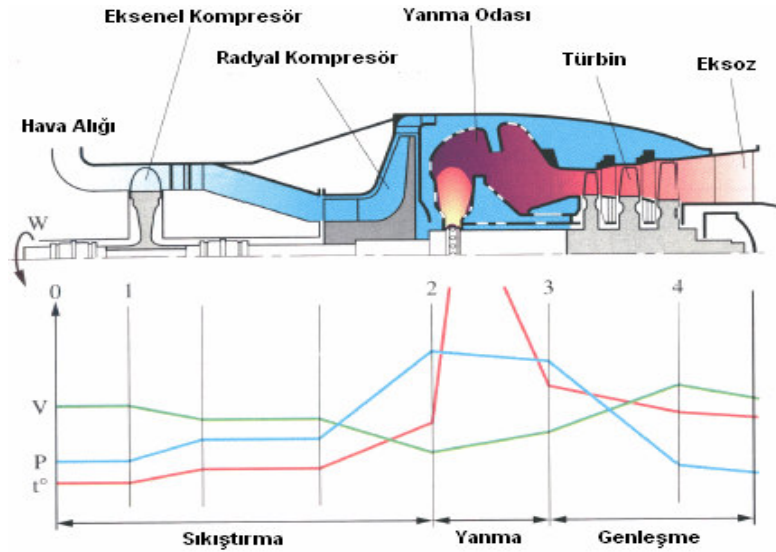 Eksenel Kompresör
Yanma Odası
Radyal Kompresör
Türbin
Eksoz
Hava Alığı
W
0 1 2 3 4
V
P
t°
Sıkıştırma Yanma Genleşme